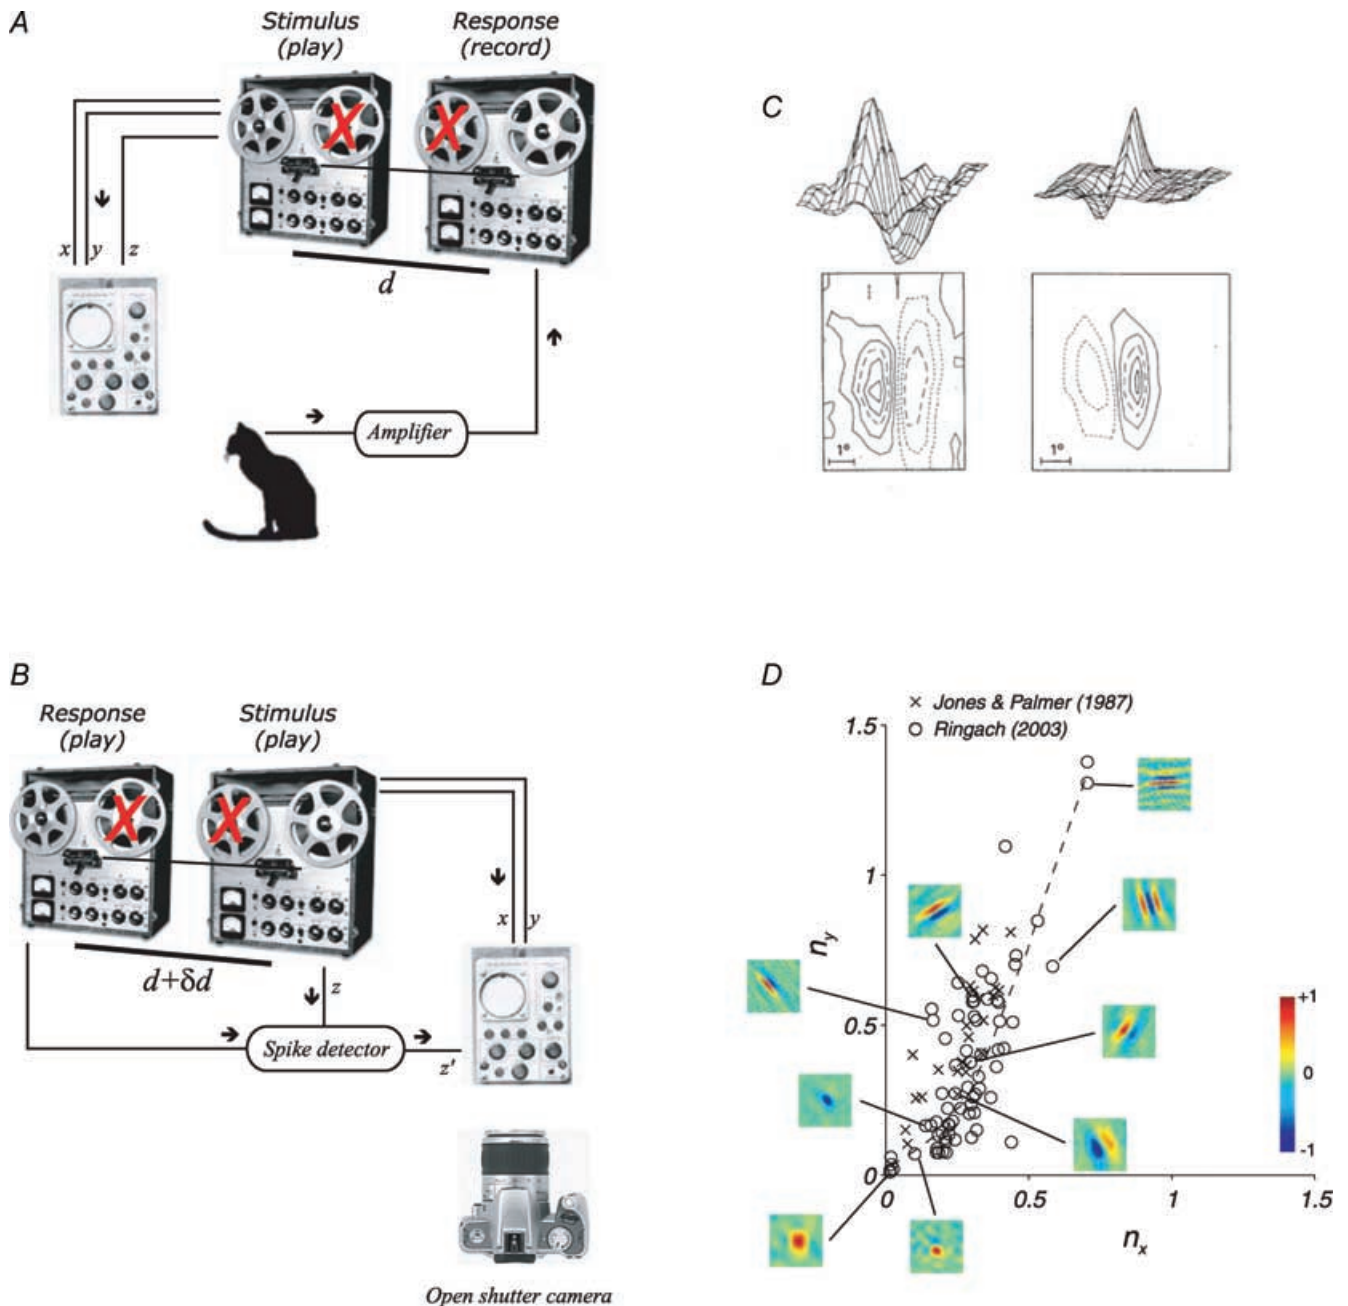 A
Stimulus
(play)
Response
(record)
x
y
z
d
Amplifier
B
Response
(play)
Stimulus
(play)
x
y
d+δd
z
Spike detector
z'
Open shutter camera
C
1°
1°
D
× Jones & Palmer (1987)
○ Ringach (2003)
1.5
1
n_y
0.5
0
0
0.5
1
1.5
n_x
+1
0
-1